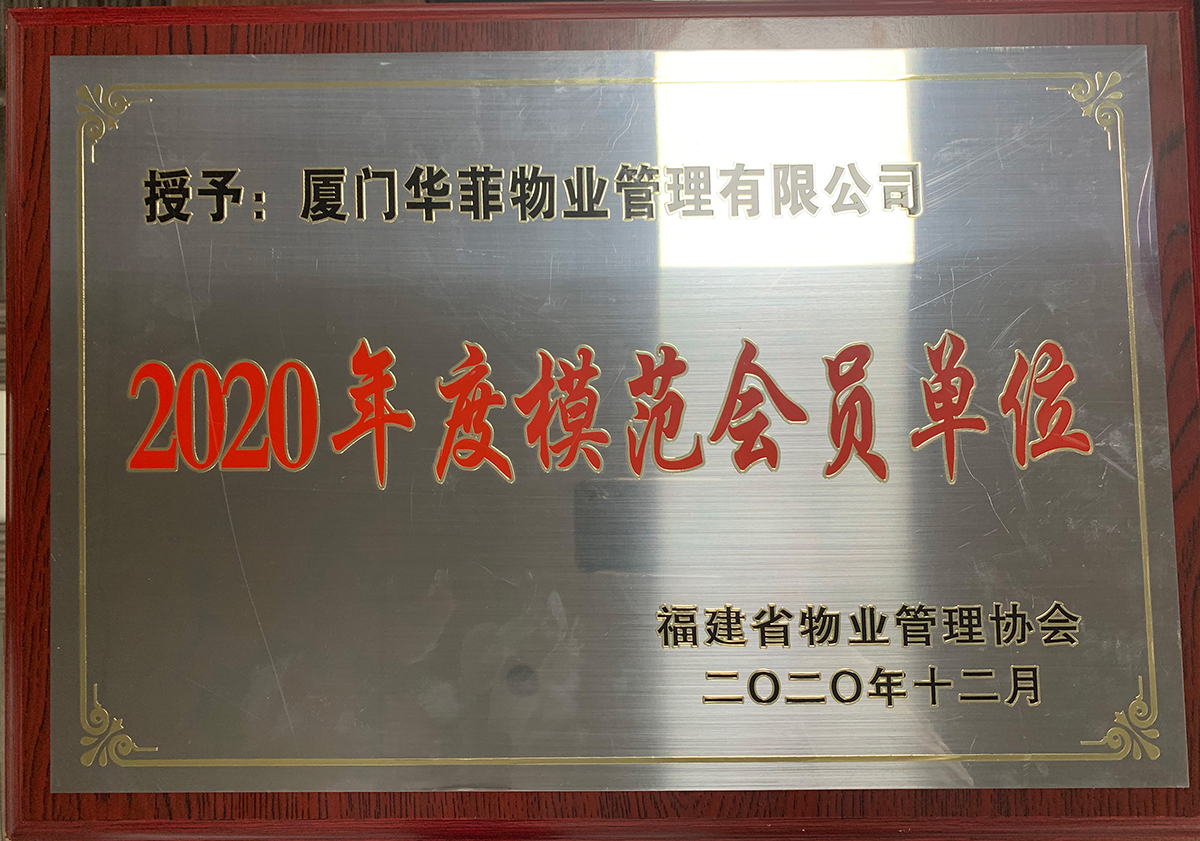 授予：厦门华菲物业管理有限公司
2020年度模范会员单位
福建省物业管理协会
二〇二〇年十二月